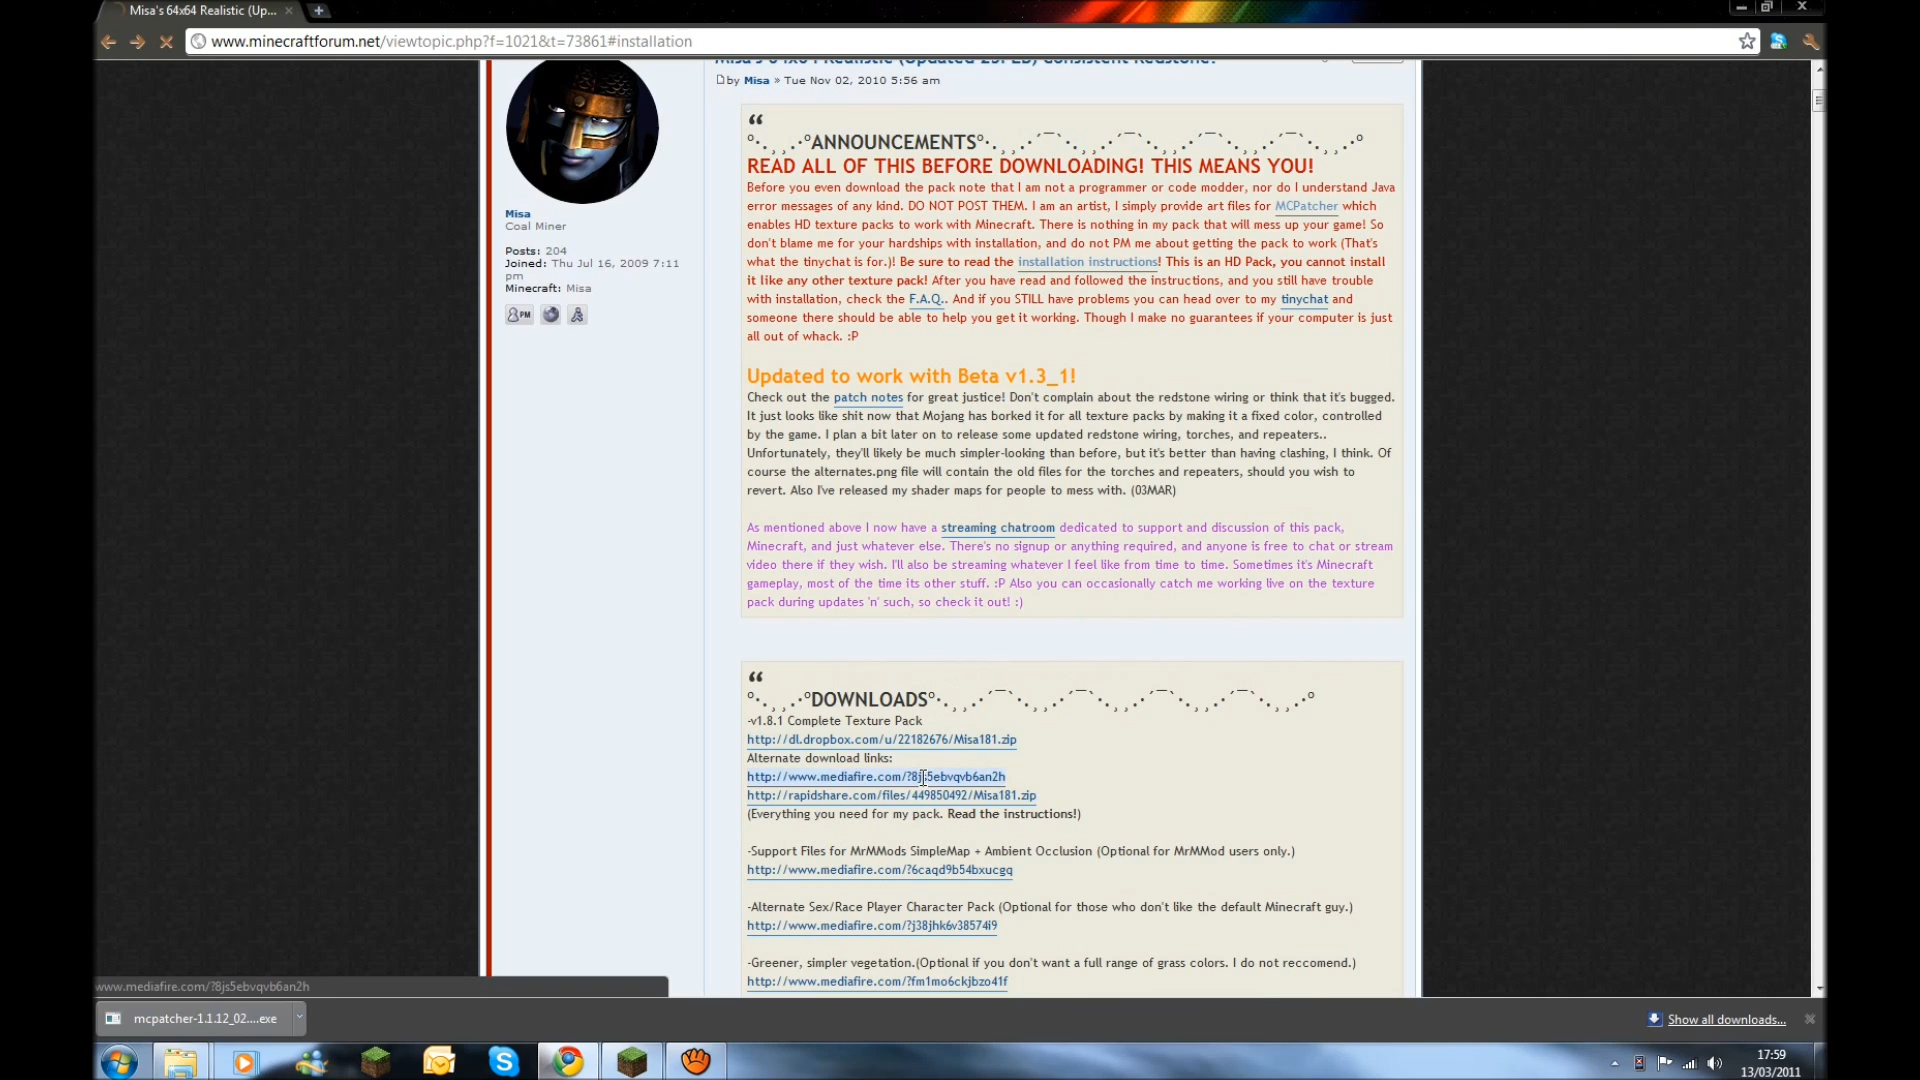 Misa's 64x64 Realistic (Up...
www.minecraftforum.net/viewtopic.php?f=1021&t=73861#installation
by Misa » Tue Nov 02, 2010 5:56 am
Misa
Coal Miner
Posts: 204
Joined: Thu Jul 16, 2009 7:11
pm
Minecraft: Misa
PM
“
°·.¸¸.·°ANNOUNCEMENTS°·.¸¸.·´¯`·.¸¸.·´¯`·.¸¸.·´¯`·.¸¸.·´¯`·.¸¸.·°
READ ALL OF THIS BEFORE DOWNLOADING! THIS MEANS YOU!
Before you even download the pack note that I am not a programmer or code modder, nor do I understand Java
error messages of any kind. DO NOT POST THEM. I am an artist, I simply provide art files for MCPatcher which
enables HD texture packs to work with Minecraft. There is nothing in my pack that will mess up your game! So
don't blame me for your hardships with installation, and do not PM me about getting the pack to work (That's
what the tinychat is for.)! Be sure to read the installation instructions! This is an HD Pack, you cannot install
it like any other texture pack! After you have read and followed the instructions, and you still have trouble
with installation, check the F.A.Q.. And if you STILL have problems you can head over to my tinychat and
someone there should be able to help you get it working. Though I make no guarantees if your computer is just
all out of whack. :P
Updated to work with Beta v1.3_1!
Check out the patch notes for great justice! Don't complain about the redstone wiring or think that it's bugged.
It just looks like shit now that Mojang has borked it for all texture packs by making it a fixed color, controlled
by the game. I plan a bit later on to release some updated redstone wiring, torches, and repeaters..
Unfortunately, they'll likely be much simpler-looking than before, but it's better than having clashing, I think. Of
course the alternates.png file will contain the old files for the torches and repeaters, should you wish to
revert. Also I've released my shader maps for people to mess with. (03MAR)
As mentioned above I now have a streaming chatroom dedicated to support and discussion of this pack,
Minecraft, and just whatever else. There's no signup or anything required, and anyone is free to chat or stream
video there if they wish. I'll also be streaming whatever I feel like from time to time. Sometimes it's Minecraft
gameplay, most of the time its other stuff. :P Also you can occasionally catch me working live on the texture
pack during updates 'n' such, so check it out! :)
“
°·.¸¸.·°DOWNLOADS°·.¸¸.·´¯`·.¸¸.·´¯`·.¸¸.·´¯`·.¸¸.·´¯`·.¸¸.·°
-v1.8.1 Complete Texture Pack
http://dl.dropbox.com/u/22182676/Misa181.zip
Alternate download links:
http://www.mediafire.com/?8js5ebvqvb6an2h
http://rapidshare.com/files/449850492/Misa181.zip
(Everything you need for my pack. Read the instructions!)
-Support Files for MrMMods SimpleMap + Ambient Occlusion (Optional for MrMMod users only.)
http://www.mediafire.com/?6caqd9b54bxucgq
-Alternate Sex/Race Player Character Pack (Optional for those who don't like the default Minecraft guy.)
http://www.mediafire.com/?j38jhk6v38574i9
-Greener, simpler vegetation.(Optional if you don't want a full range of grass colors. I do not reccomend.)
http://www.mediafire.com/?fm1mo6ckjbzo41f
www.mediafire.com/?8js5ebvqvb6an2h
mcpatcher-1.1.12_02....exe
Show all downloads...
17:59
13/03/2011